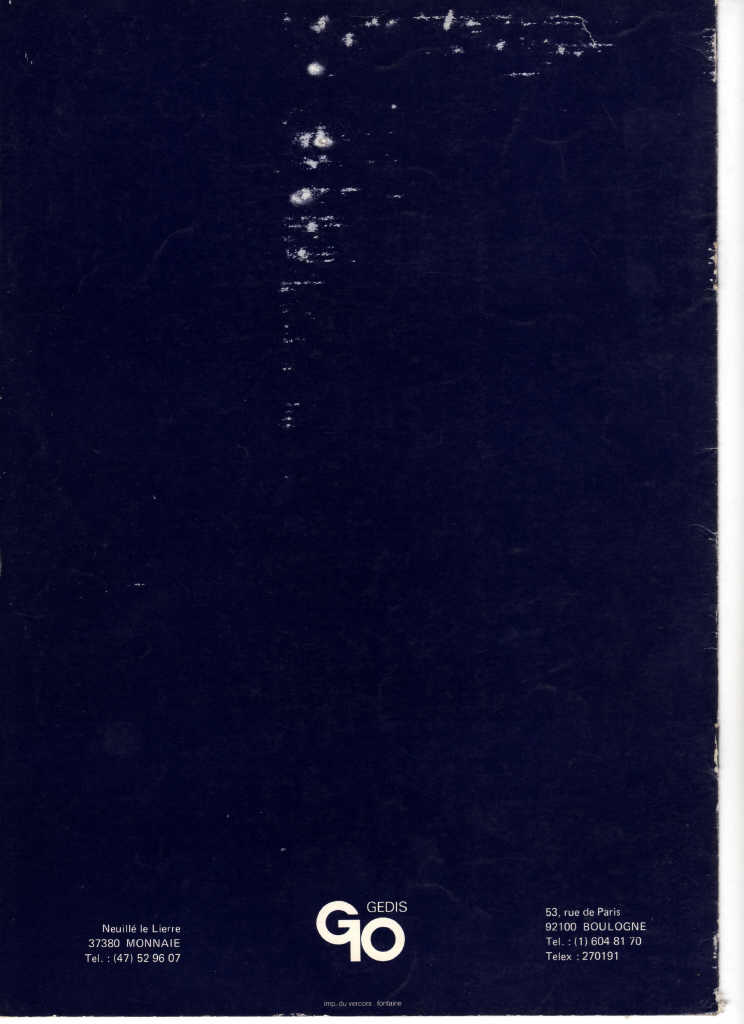 Neuillé le Lierre
37380 MONNAIE
Tel. : (47) 52 96 07
GEDIS
G10
53, rue de Paris
92100 BOULOGNE
Tel. : (1) 604 81 70
Telex : 270191
imp. du vercors fontaine